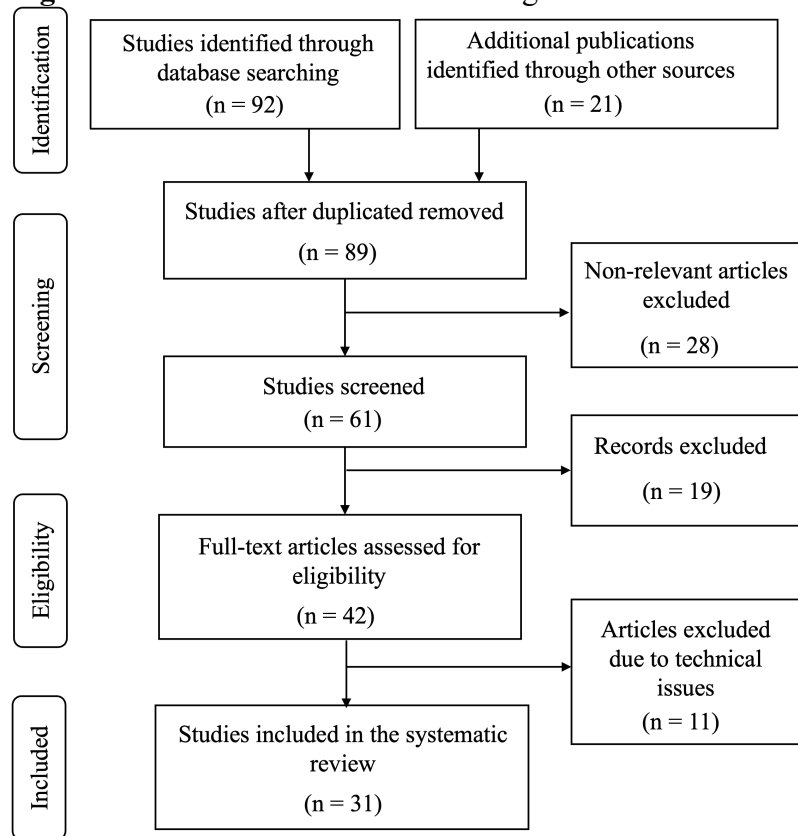 Identification
Studies identified through
database searching
(n = 92)
Additional publications
identified through other sources
(n = 21)
Studies after duplicated removed
(n = 89)
Screening
Non-relevant articles
excluded
(n = 28)
Studies screened
(n = 61)
Records excluded
(n = 19)
Eligibility
Full-text articles assessed for
eligibility
(n = 42)
Articles excluded
due to technical
issues
(n = 11)
Included
Studies included in the systematic
review
(n = 31)